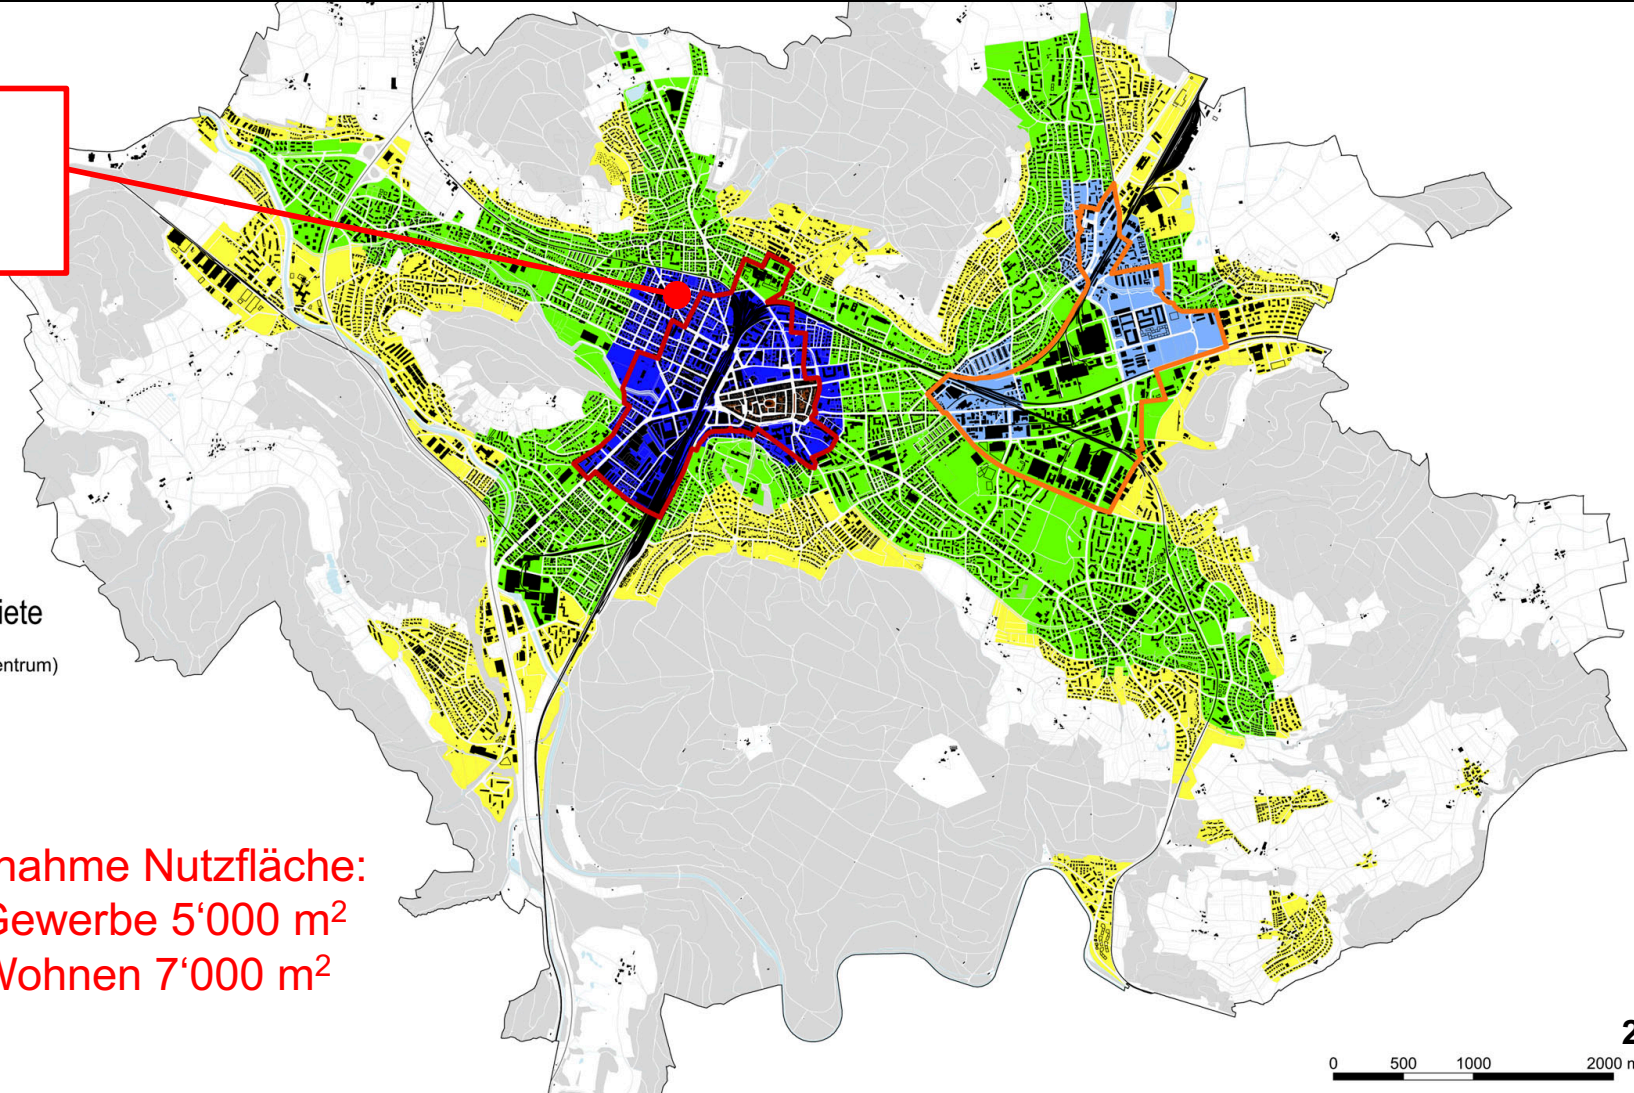 iete
entrum)
nahme Nutzfläche:
Gewerbe 5‘000 m²
Wohnen 7‘000 m²
2
0 500 1000 2000 m